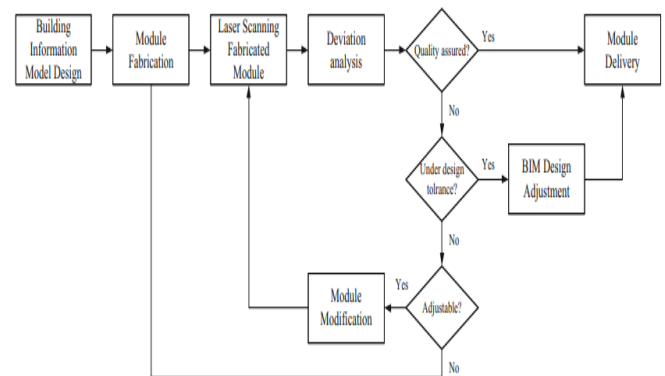 Building
Information
Model Design
Module
Fabrication
Laser Scanning
Fabricated
Module
Deviation
analysis
Quality assured?
Yes
Module
Delivery
No
Under design
tolrance?
Yes
BIM Design
Adjustment
No
Module
Modification
Yes
Adjustable?
No